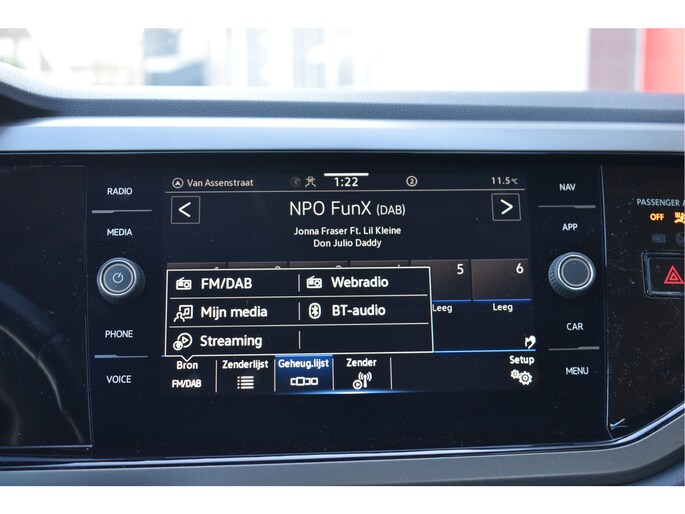 RADIO
MEDIA
PHONE
VOICE
Van Assenstraat
1:22
2
11.5°C
NPO FunX (DAB)
Jonna Fraser Ft. Lil Kleine
Don Julio Daddy
5 6
Leeg Leeg
FM/DAB Webradio
Mijn media BT-audio
Streaming
Bron Zenderlijst Geheug.lijst Zender Setup
FM/DAB
NAV
APP
CAR
MENU
PASSENGER
OFF